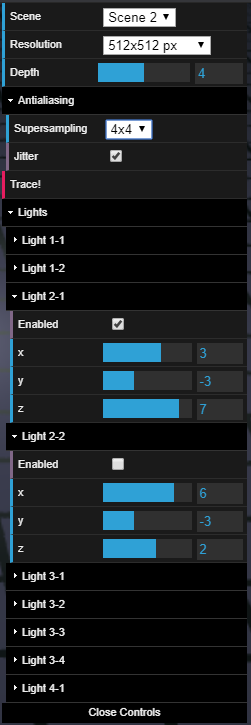 Scene Scene 2
Resolution 512x512 px
Depth 4
Antialiasing
Supersampling 4x4
Jitter
Trace!
Lights
Light 1-1
Light 1-2
Light 2-1
Enabled
x 3
y -3
z 7
Light 2-2
Enabled
x 6
y -3
z 2
Light 3-1
Light 3-2
Light 3-3
Light 3-4
Light 4-1
Close Controls